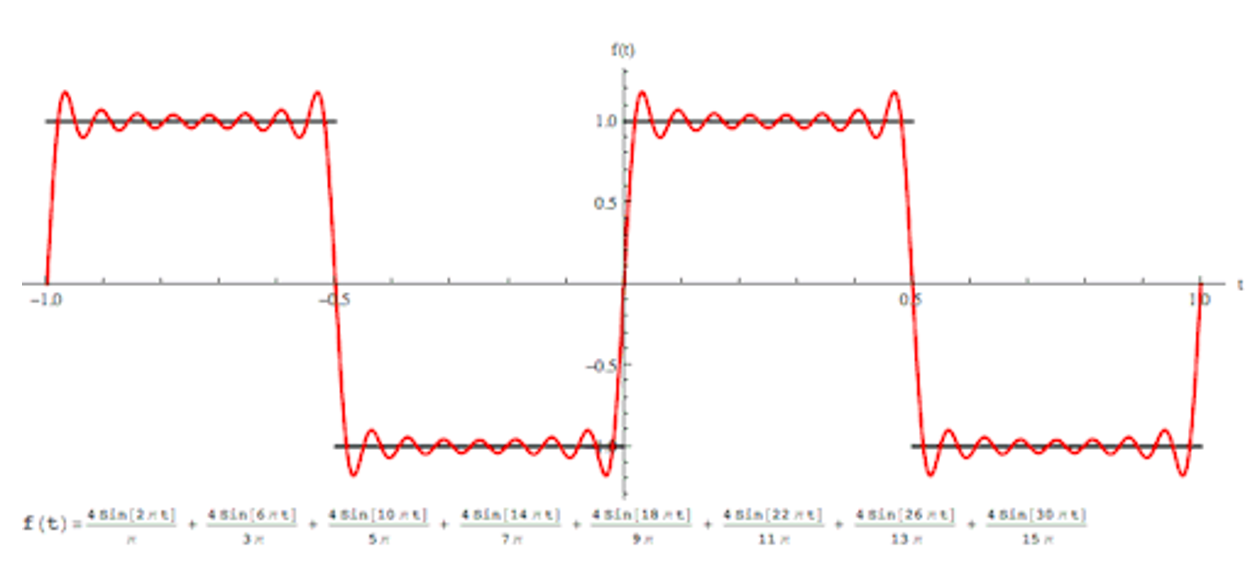 f(t)
1.0
0.5
-1.0 -0.5 0.5 1.0 t
-0.5
f(t) = 4 Sin[2 π t]/π + 4 Sin[6 π t]/3 π + 4 Sin[10 π t]/5 π + 4 Sin[14 π t]/7 π + 4 Sin[18 π t]/9 π + 4 Sin[22 π t]/11 π + 4 Sin[26 π t]/13 π + 4 Sin[30 π t]/15 π